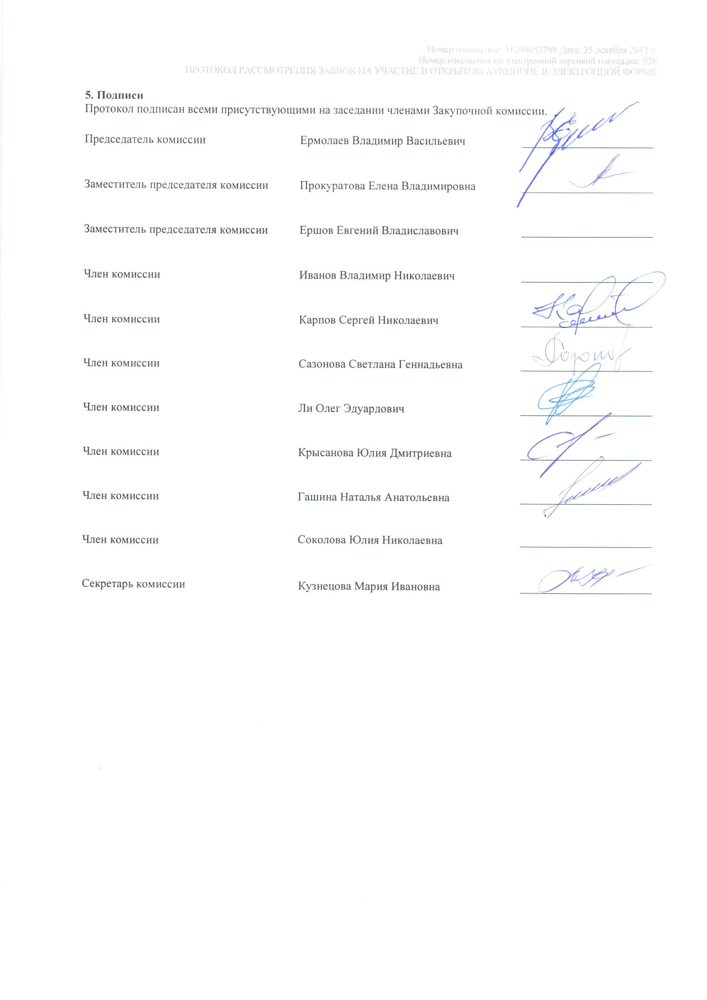 Номер извещения: 31200052798 Дата: 25 декабря 2012 г.
Номер извещения на электронной торговой площадке: 936
ПРОТОКОЛ РАССМОТРЕНИЯ ЗАЯВОК НА УЧАСТИЕ В ОТКРЫТОМ АУКЦИОНЕ В ЭЛЕКТРОННОЙ ФОРМЕ
5. Подписи
Протокол подписан всеми присутствующими на заседании членами Закупочной комиссии.
Председатель комиссии Ермолаев Владимир Васильевич
Заместитель председателя комиссии Прокуратова Елена Владимировна
Заместитель председателя комиссии Ершов Евгений Владиславович
Член комиссии Иванов Владимир Николаевич
Член комиссии Карпов Сергей Николаевич
Член комиссии Сазонова Светлана Геннадьевна
Член комиссии Ли Олег Эдуардович
Член комиссии Крысанова Юлия Дмитриевна
Член комиссии Гашина Наталья Анатольевна
Член комиссии Соколова Юлия Николаевна
Секретарь комиссии Кузнецова Мария Ивановна